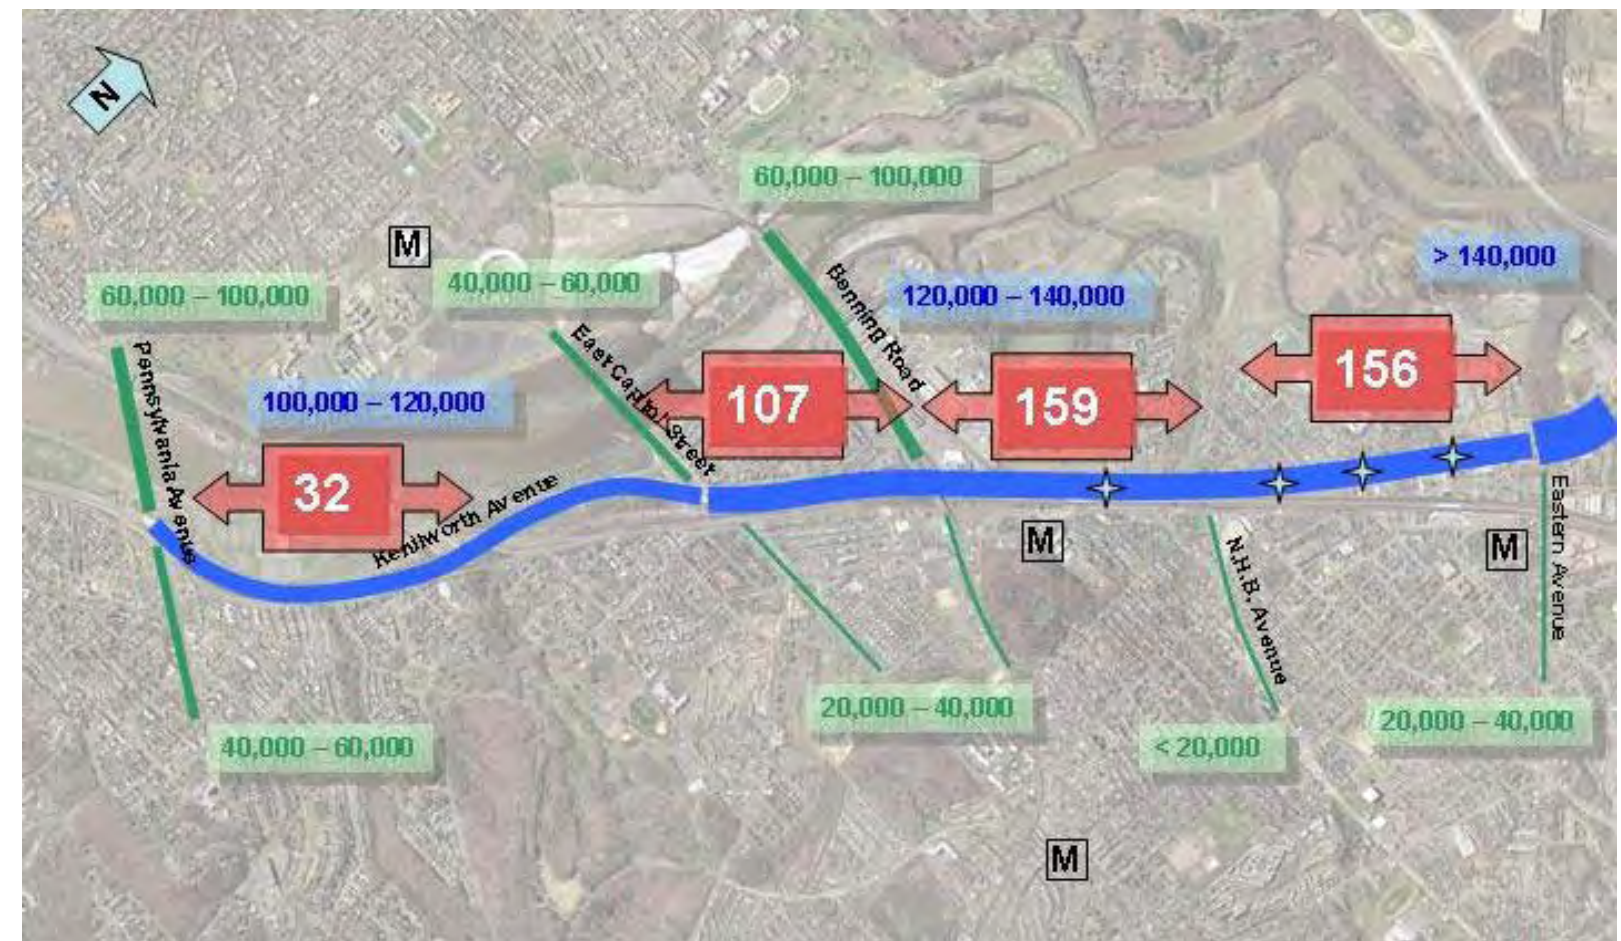 N
60,000 – 100,000
M
40,000 – 60,000
60,000 – 100,000
120,000 – 140,000
> 140,000
Pennsylvania Avenue
100,000 – 120,000
East Capitol Street
Benning Road
32
107
159
156
Kenilworth Avenue
M
M
N.H.B. Avenue
Eastern Avenue
40,000 – 60,000
20,000 – 40,000
< 20,000
20,000 – 40,000
M